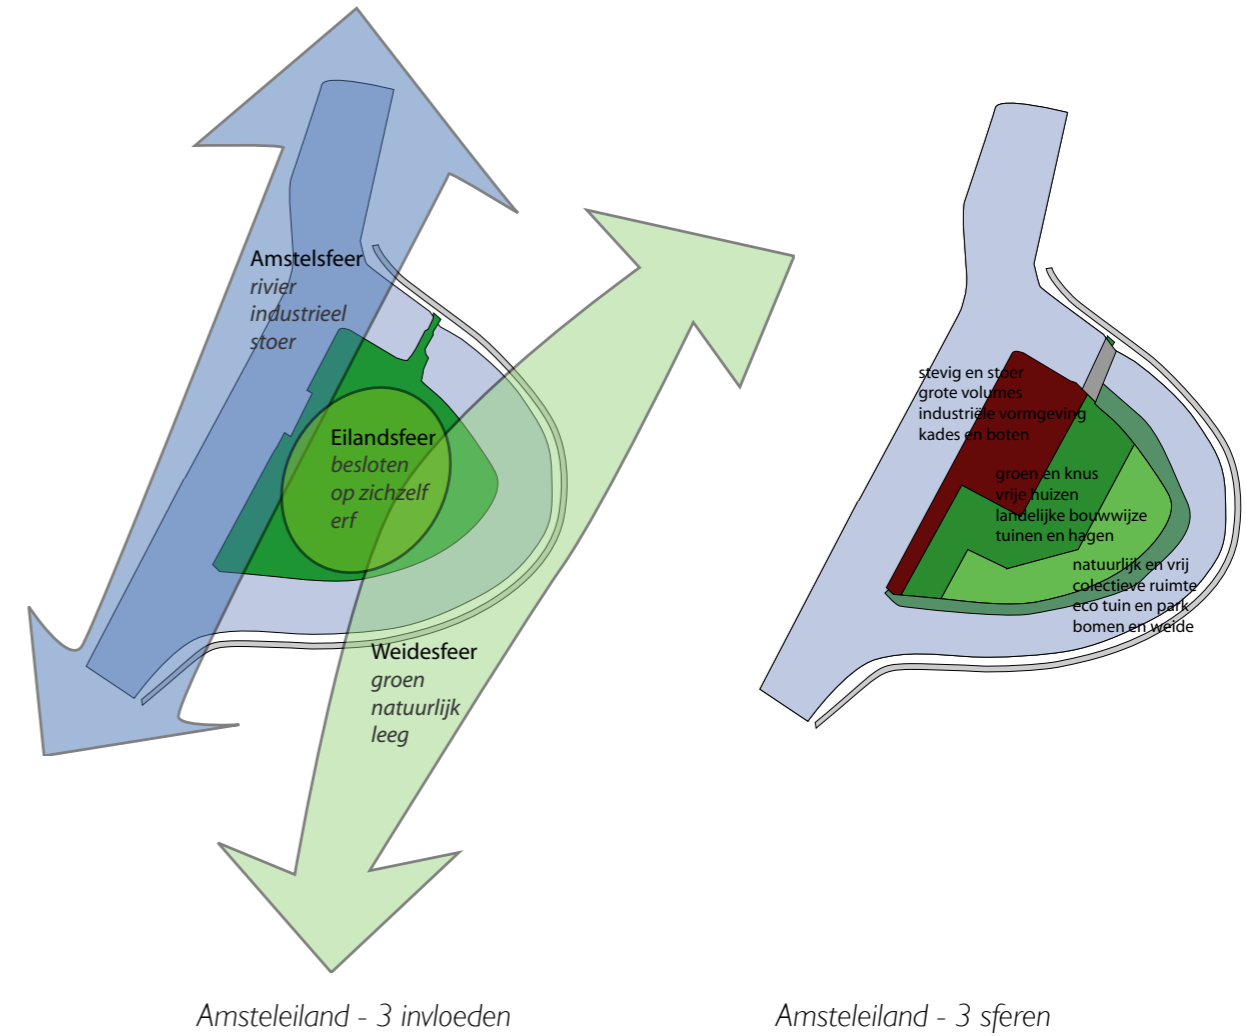 Amstelsfeer
rivier
industrieel
stoer
Eilandsfeer
besloten
op zichzelf
erf
Weidesfeer
groen
natuurlijk
leeg
stevig en stoer
grote volumes
industriële vormgeving
kades en boten
groen en knus
vrije huizen
landelijke bouwwijze
tuinen en hagen
natuurlijk en vrij
colectieve ruimte
eco tuin en park
bomen en weide
Amsteleiland - 3 invloeden
Amsteleiland - 3 sferen